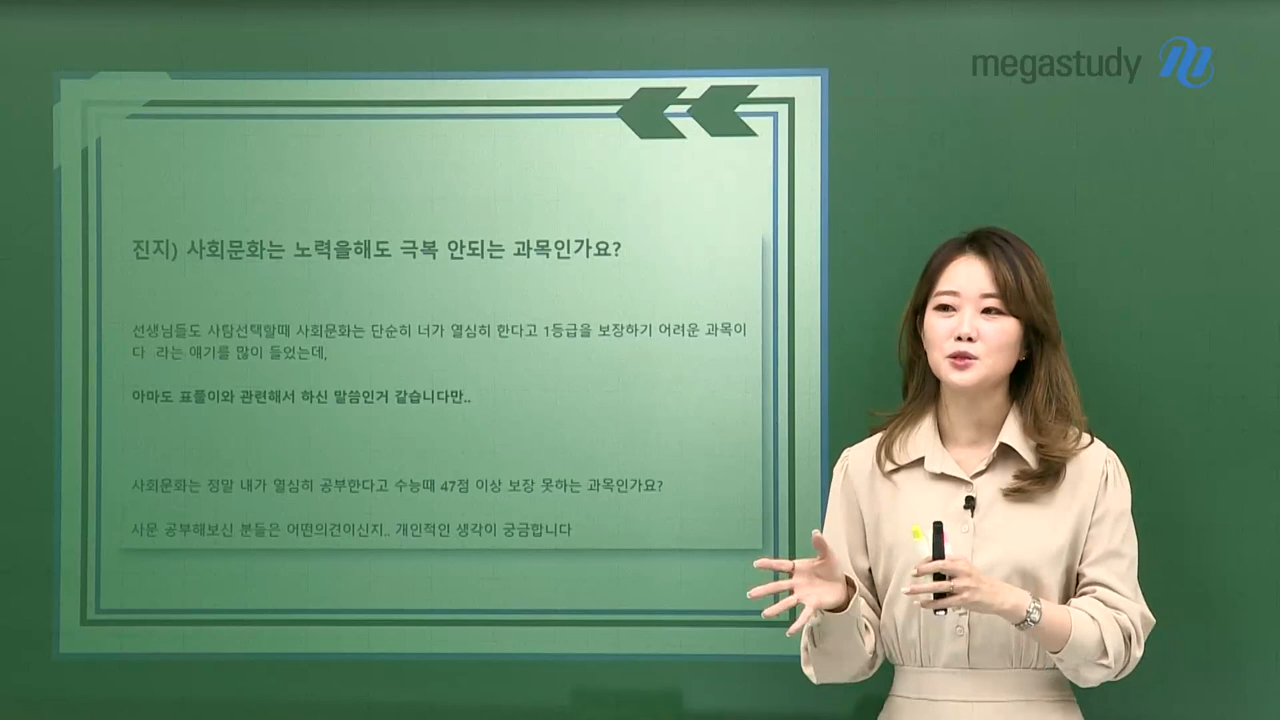 megastudy
진지) 사회문화는 노력을해도 극복 안되는 과목인가요?
선생님들도 사탐선택할때 사회문화는 단순히 너가 열심히 한다고 1등급을 보장하기 어려운 과목이
다 라는 얘기를 많이 들었는데,
아마도 표풀이와 관련해서 하신 말씀인거 같습니다만..
사회문화는 정말 내가 열심히 공부한다고 수능때 47점 이상 보장 못하는 과목인가요?
사문 공부해보신 분들은 어떤의견이신지.. 개인적인 생각이 궁금합니다